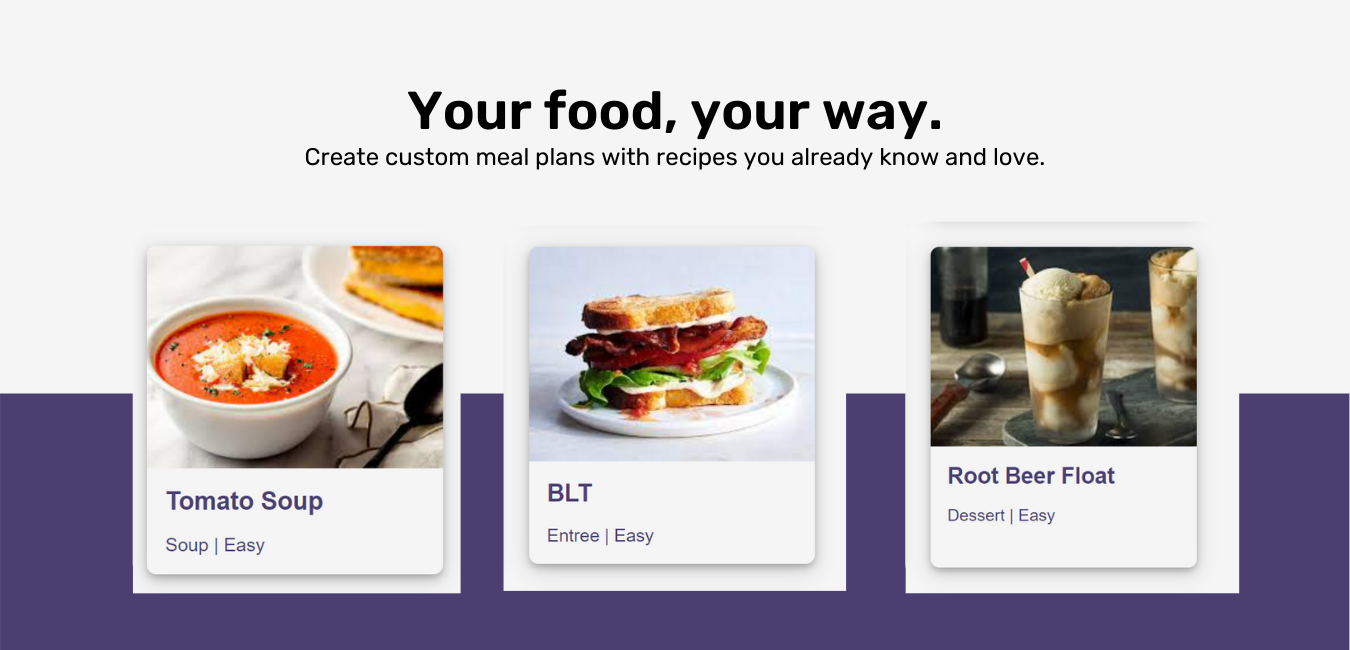 Your food, your way.
Create custom meal plans with recipes you already know and love.
Tomato Soup
Soup | Easy
BLT
Entree | Easy
Root Beer Float
Dessert | Easy